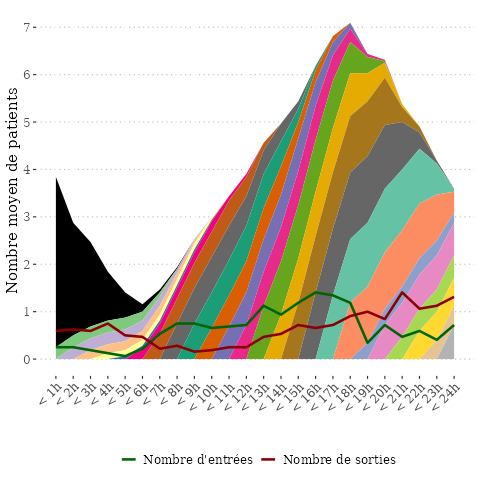 Nombre moyen de patients
7
6
5
4
3
2
1
0
< 1h
< 2h
< 3h
< 4h
< 5h
< 6h
< 7h
< 8h
< 9h
< 10h
< 11h
< 12h
< 13h
< 14h
< 15h
< 16h
< 17h
< 18h
< 19h
< 20h
< 21h
< 22h
< 23h
< 24h
Nombre d'entrées
Nombre de sorties